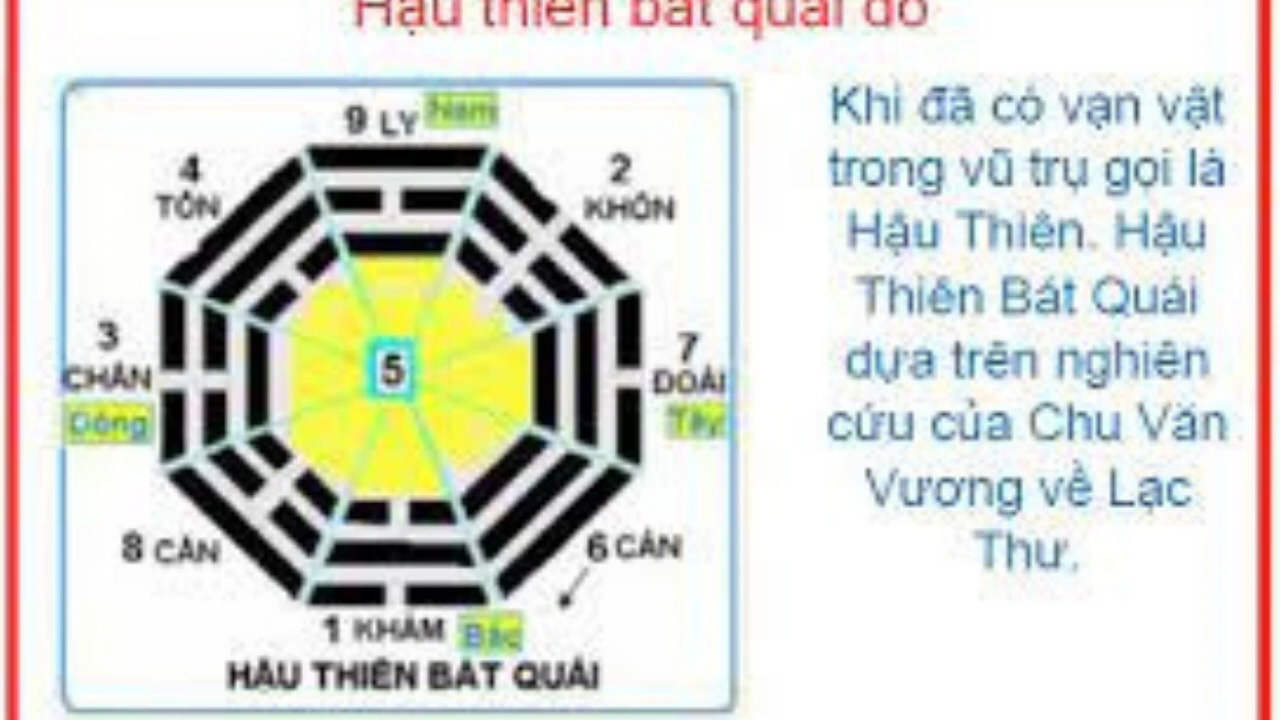 Hậu thiên bát quái đồ
9 LY Nam
4
TỐN
2
KHÔN
3
CHẤN
Đông
5
7
ĐOÀI
Tây
8 CẤN
6 CÀN
1 KHẢM Bắc
HẬU THIÊN BÁT QUÁI
Khi đã có vạn vật
trong vũ trụ gọi là
Hậu Thiên. Hậu
Thiên Bát Quái
dựa trên nghiên
cứu của Chu Văn
Vương về Lạc
Thư.